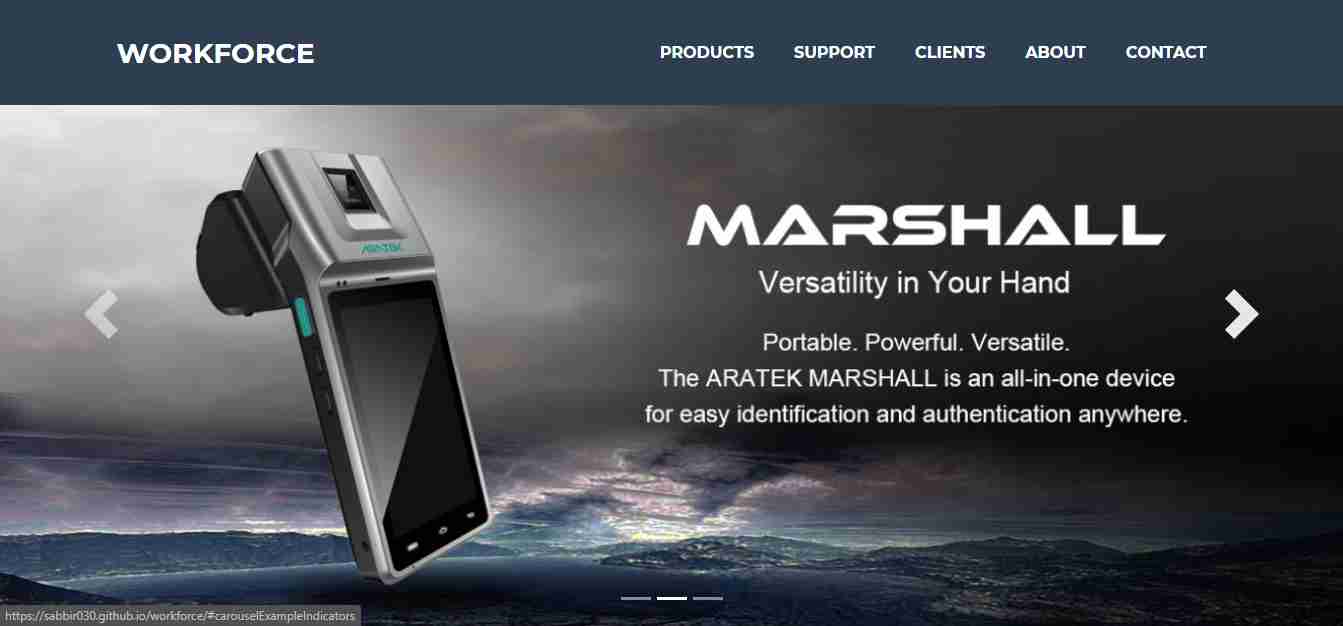 WORKFORCE
PRODUCTS SUPPORT CLIENTS ABOUT CONTACT
MARSHALL
Versatility in Your Hand
ARATEK
Portable. Powerful. Versatile.
The ARATEK MARSHALL is an all-in-one device
for easy identification and authentication anywhere.
https://sabbir030.github.io/workforce/#carouselExampleIndicators